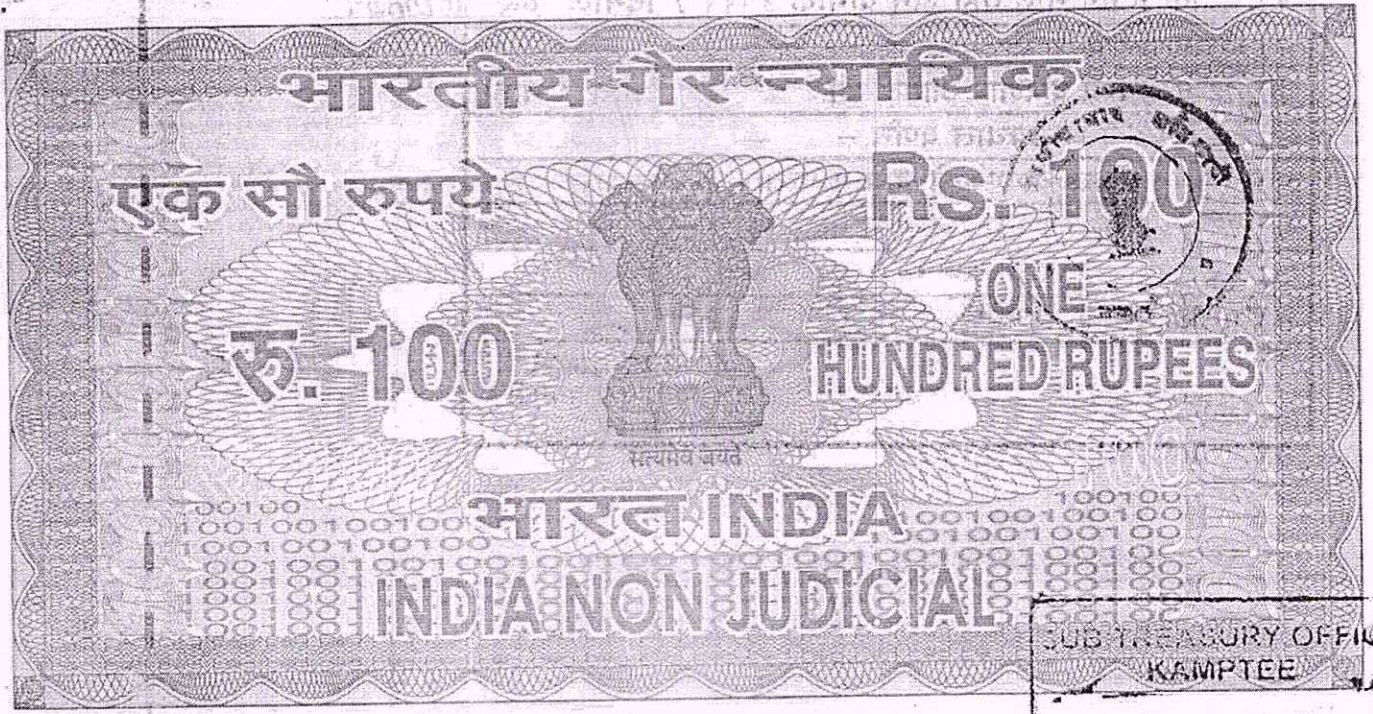 भारतीय गैर न्यायिक
एक सौ रुपये
Rs. 100
रु. 100
ONE
HUNDRED RUPEES
सत्यमेव जयते
भारत INDIA
INDIA NON JUDICIAL
SUB TREASURY OFFIC
KAMPTEE